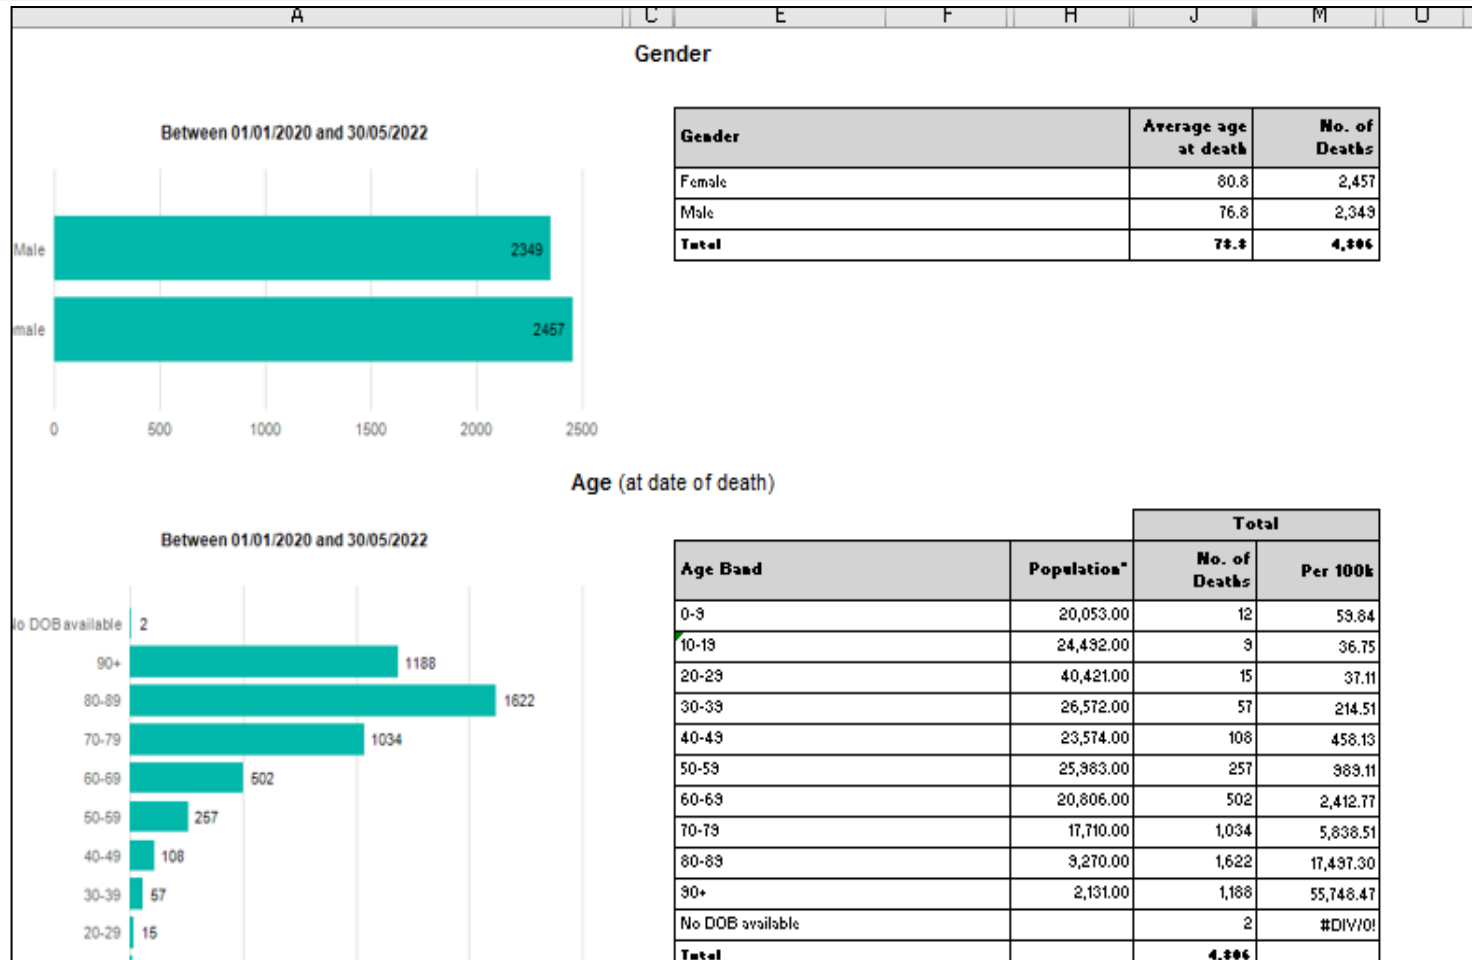 A C E F H J M O
Gender
Between 01/01/2020 and 30/05/2022
Male 2349
male 2457
0 500 1000 1500 2000 2500
Gender Average age at death No. of Deaths
Female 80.8 2,457
Male 76.8 2,349
Total 78.8 4,806
Age (at date of death)
Between 01/01/2020 and 30/05/2022
No DOB available 2
90+ 1188
80-89 1622
70-79 1034
60-69 502
50-59 257
40-49 108
30-39 57
20-29 15
Total
Age Band Population* No. of Deaths Per 100k
0-9 20,053.00 12 59.84
10-19 24,492.00 9 36.75
20-29 40,421.00 15 37.11
30-39 26,572.00 57 214.51
40-49 23,574.00 108 458.13
50-59 25,983.00 257 989.11
60-69 20,806.00 502 2,412.77
70-79 17,710.00 1,034 5,838.51
80-89 9,270.00 1,622 17,497.30
90+ 2,131.00 1,188 55,748.47
No DOB available 2 #DIV/0!
Total 4,806